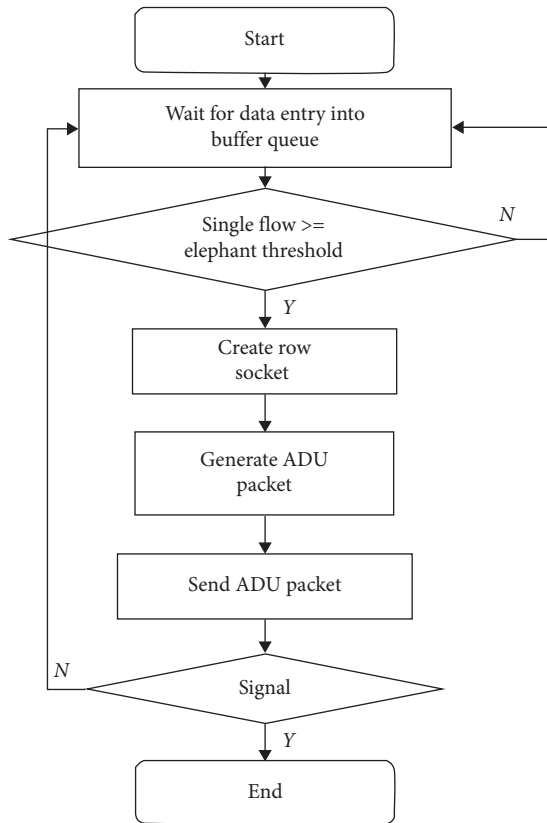 Start
Wait for data entry into
buffer queue
Single flow >=
elephant threshold
N
Y
Create row
socket
Generate ADU
packet
Send ADU packet
N
Signal
Y
End